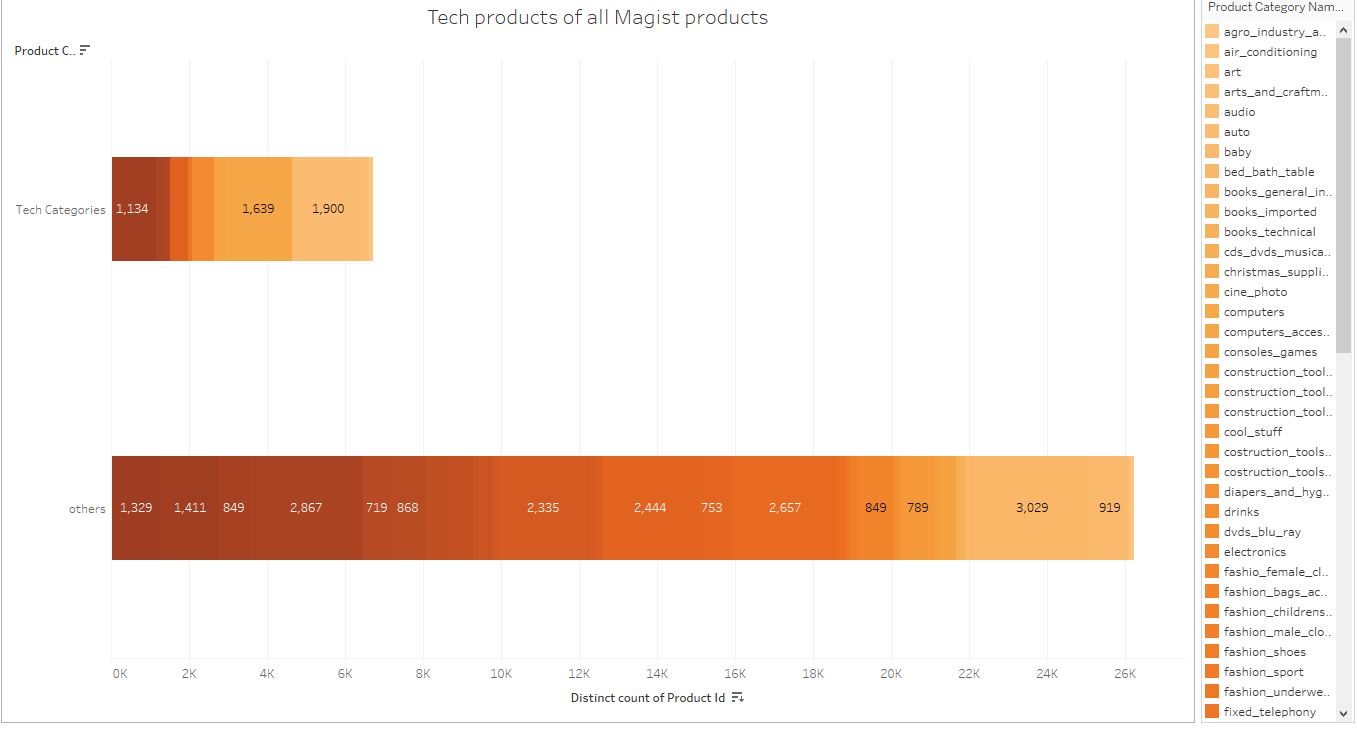 Tech products of all Magist products
Product C..
Tech Categories
1,134
1,639
1,900
others
1,329
1,411
849
2,867
719
868
2,335
2,444
753
2,657
849
789
3,029
919
0K
2K
4K
6K
8K
10K
12K
14K
16K
18K
20K
22K
24K
26K
Distinct count of Product Id
Product Category Nam...
agro_industry_a..
air_conditioning
art
arts_and_craftm..
audio
auto
baby
bed_bath_table
books_general_in..
books_imported
books_technical
cds_dvds_musica..
christmas_suppli..
cine_photo
computers
computers_acces..
consoles_games
construction_tool..
construction_tool..
construction_tool..
cool_stuff
costruction_tools..
costruction_tools..
diapers_and_hyg..
drinks
dvds_blu_ray
electronics
fashio_female_cl..
fashion_bags_ac..
fashion_childrens..
fashion_male_clo..
fashion_shoes
fashion_sport
fashion_underwe..
fixed_telephony